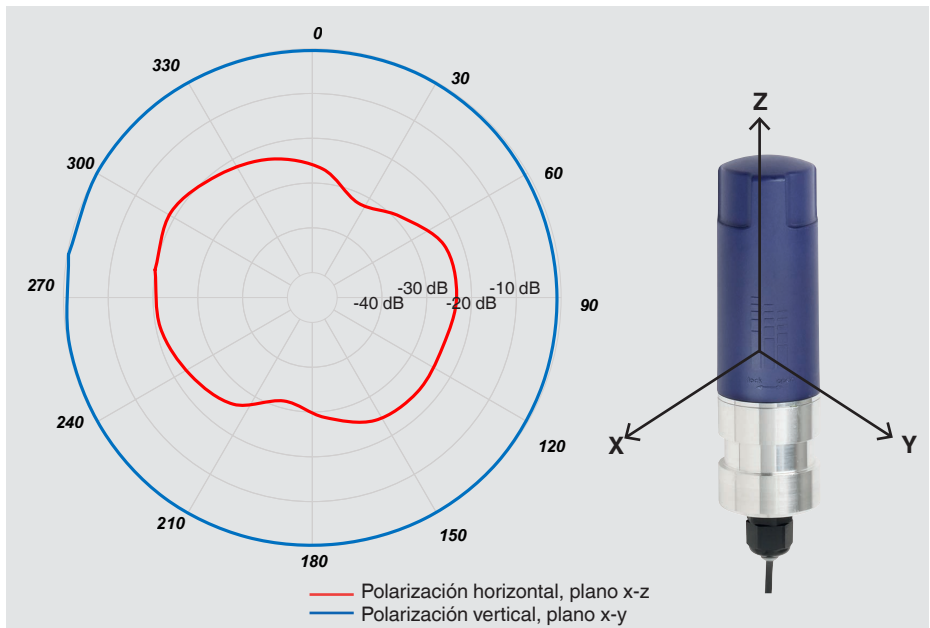 0
330
30
300
60
Z
270
-40 dB
-30 dB
-20 dB
-10 dB
90
240
120
X
Y
210
150
180
Polarización horizontal, plano x-z
Polarización vertical, plano x-y